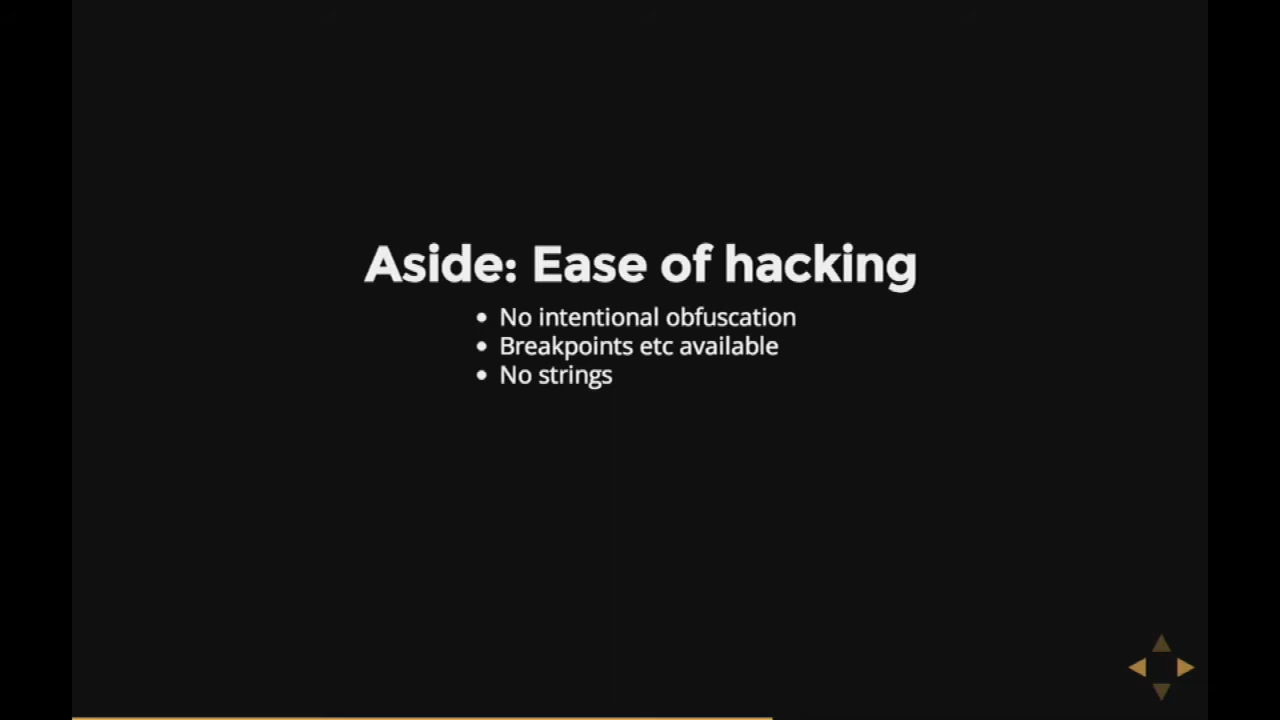 Aside: Ease of hacking
No intentional obfuscation
Breakpoints etc available
No strings